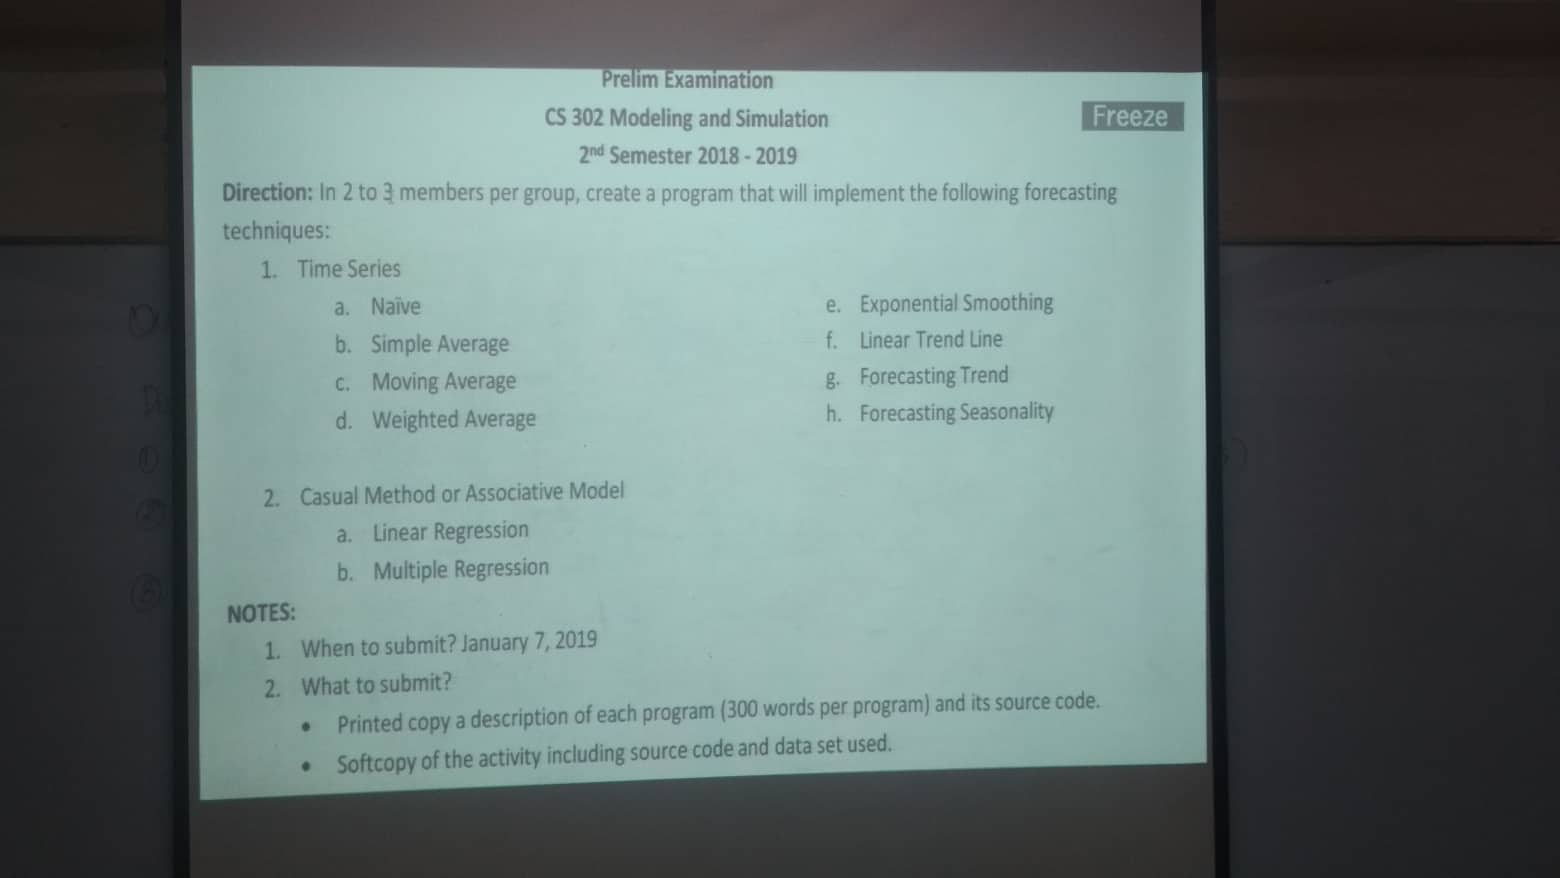 Prelim Examination
CS 302 Modeling and Simulation
Freeze
2nd Semester 2018 - 2019
Direction: In 2 to 3 members per group, create a program that will implement the following forecasting
techniques:
1. Time Series
a. Naïve
b. Simple Average
c. Moving Average
d. Weighted Average
e. Exponential Smoothing
f. Linear Trend Line
g. Forecasting Trend
h. Forecasting Seasonality
2. Casual Method or Associative Model
a. Linear Regression
b. Multiple Regression
NOTES:
1. When to submit? January 7, 2019
2. What to submit?
• Printed copy a description of each program (300 words per program) and its source code.
• Softcopy of the activity including source code and data set used.